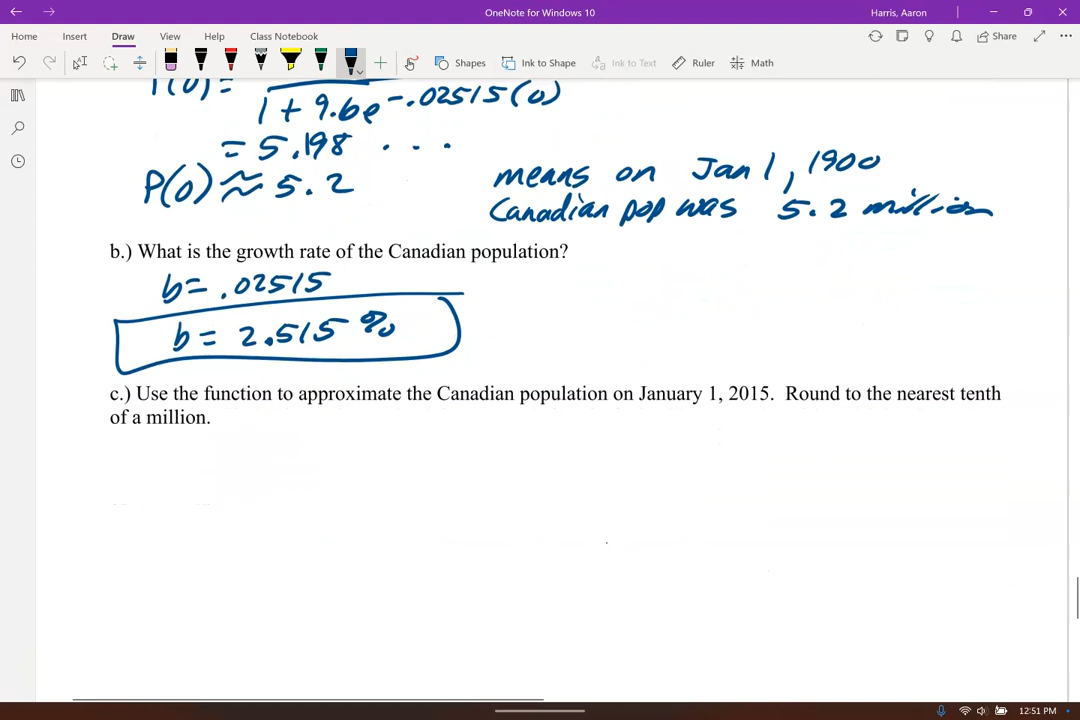 OneNote for Windows 10
Harris, Aaron
Home Insert Draw View Help Class Notebook
Share
Shapes Ink to Shape Ink to Text Ruler Math
P(0) =
1 + 9.6e -.02515(0)
= 5.198 ...
P(0) ≈ 5.2
means on Jan 1, 1900
Canadian pop was 5.2 million
b.) What is the growth rate of the Canadian population?
b = .02515
b = 2.515 %
c.) Use the function to approximate the Canadian population on January 1, 2015. Round to the nearest tenth
of a million.
12:51 PM